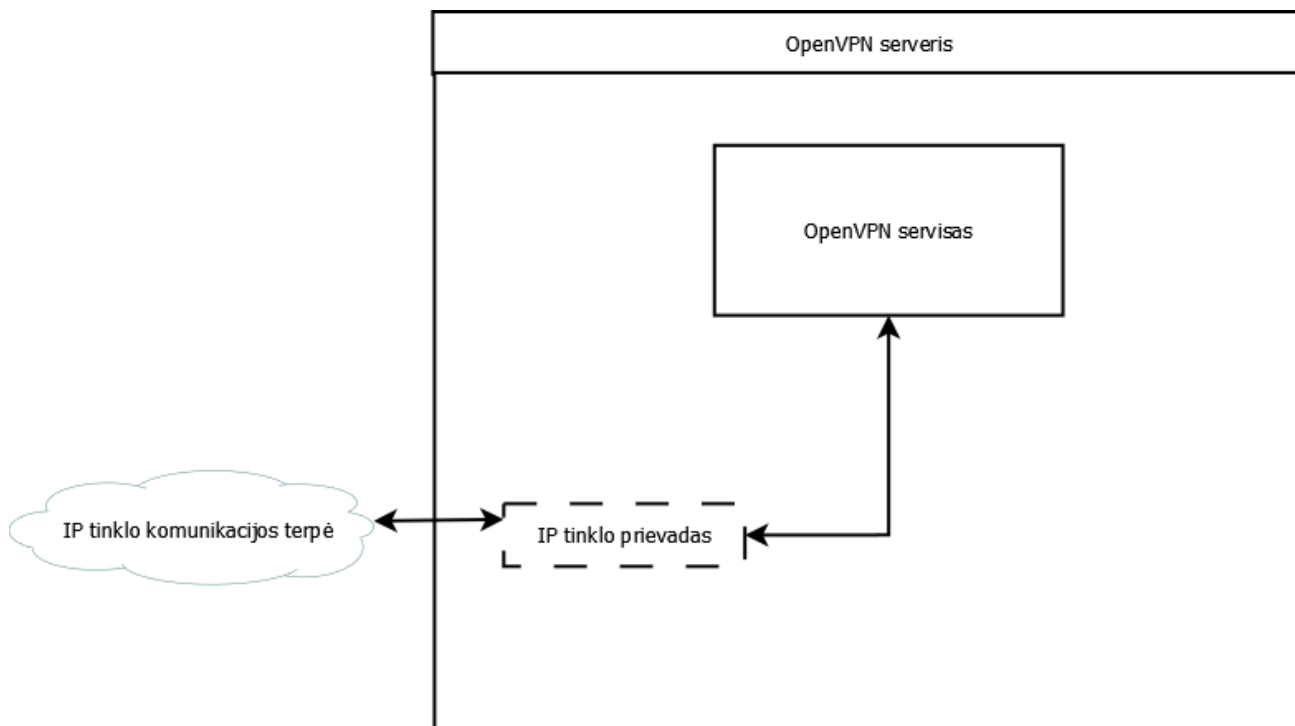 OpenVPN serveris
OpenVPN servisas
IP tinklo komunikacijos terpė
IP tinklo prievadas